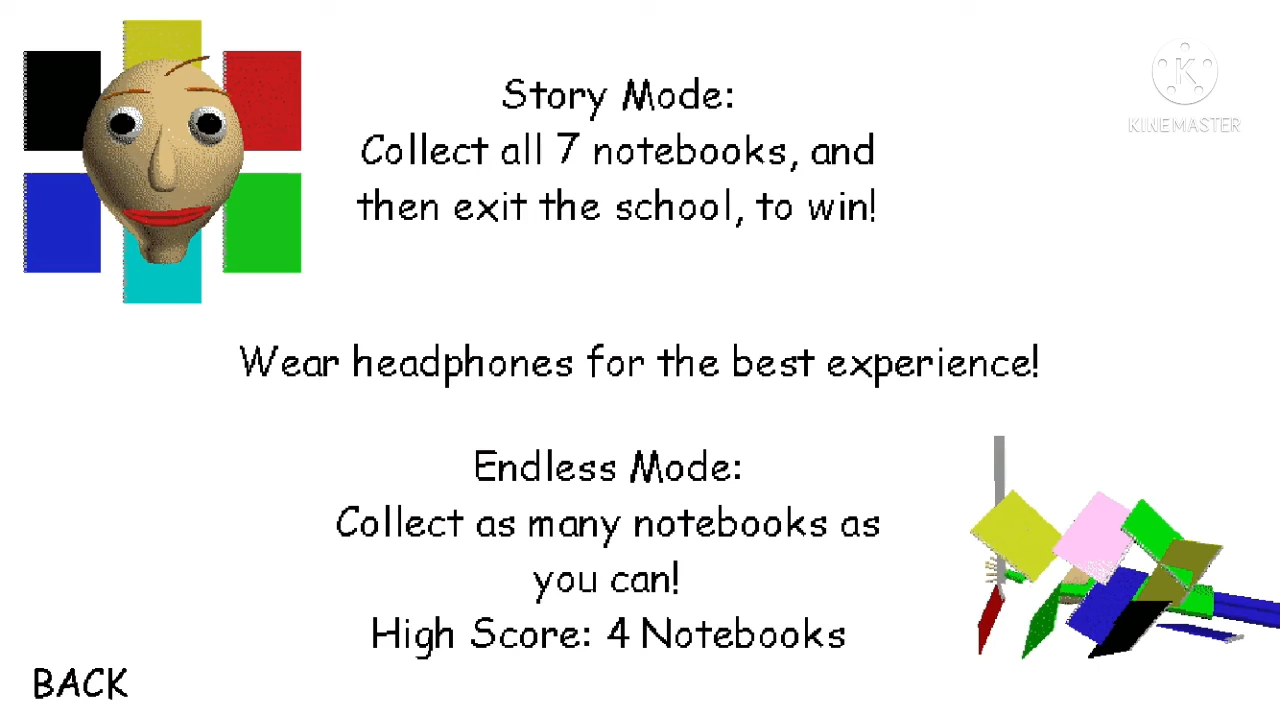 Story Mode:
Collect all 7 notebooks, and
then exit the school, to win!
K
KINEMASTER
Wear headphones for the best experience!
Endless Mode:
Collect as many notebooks as
you can!
High Score: 4 Notebooks
BACK